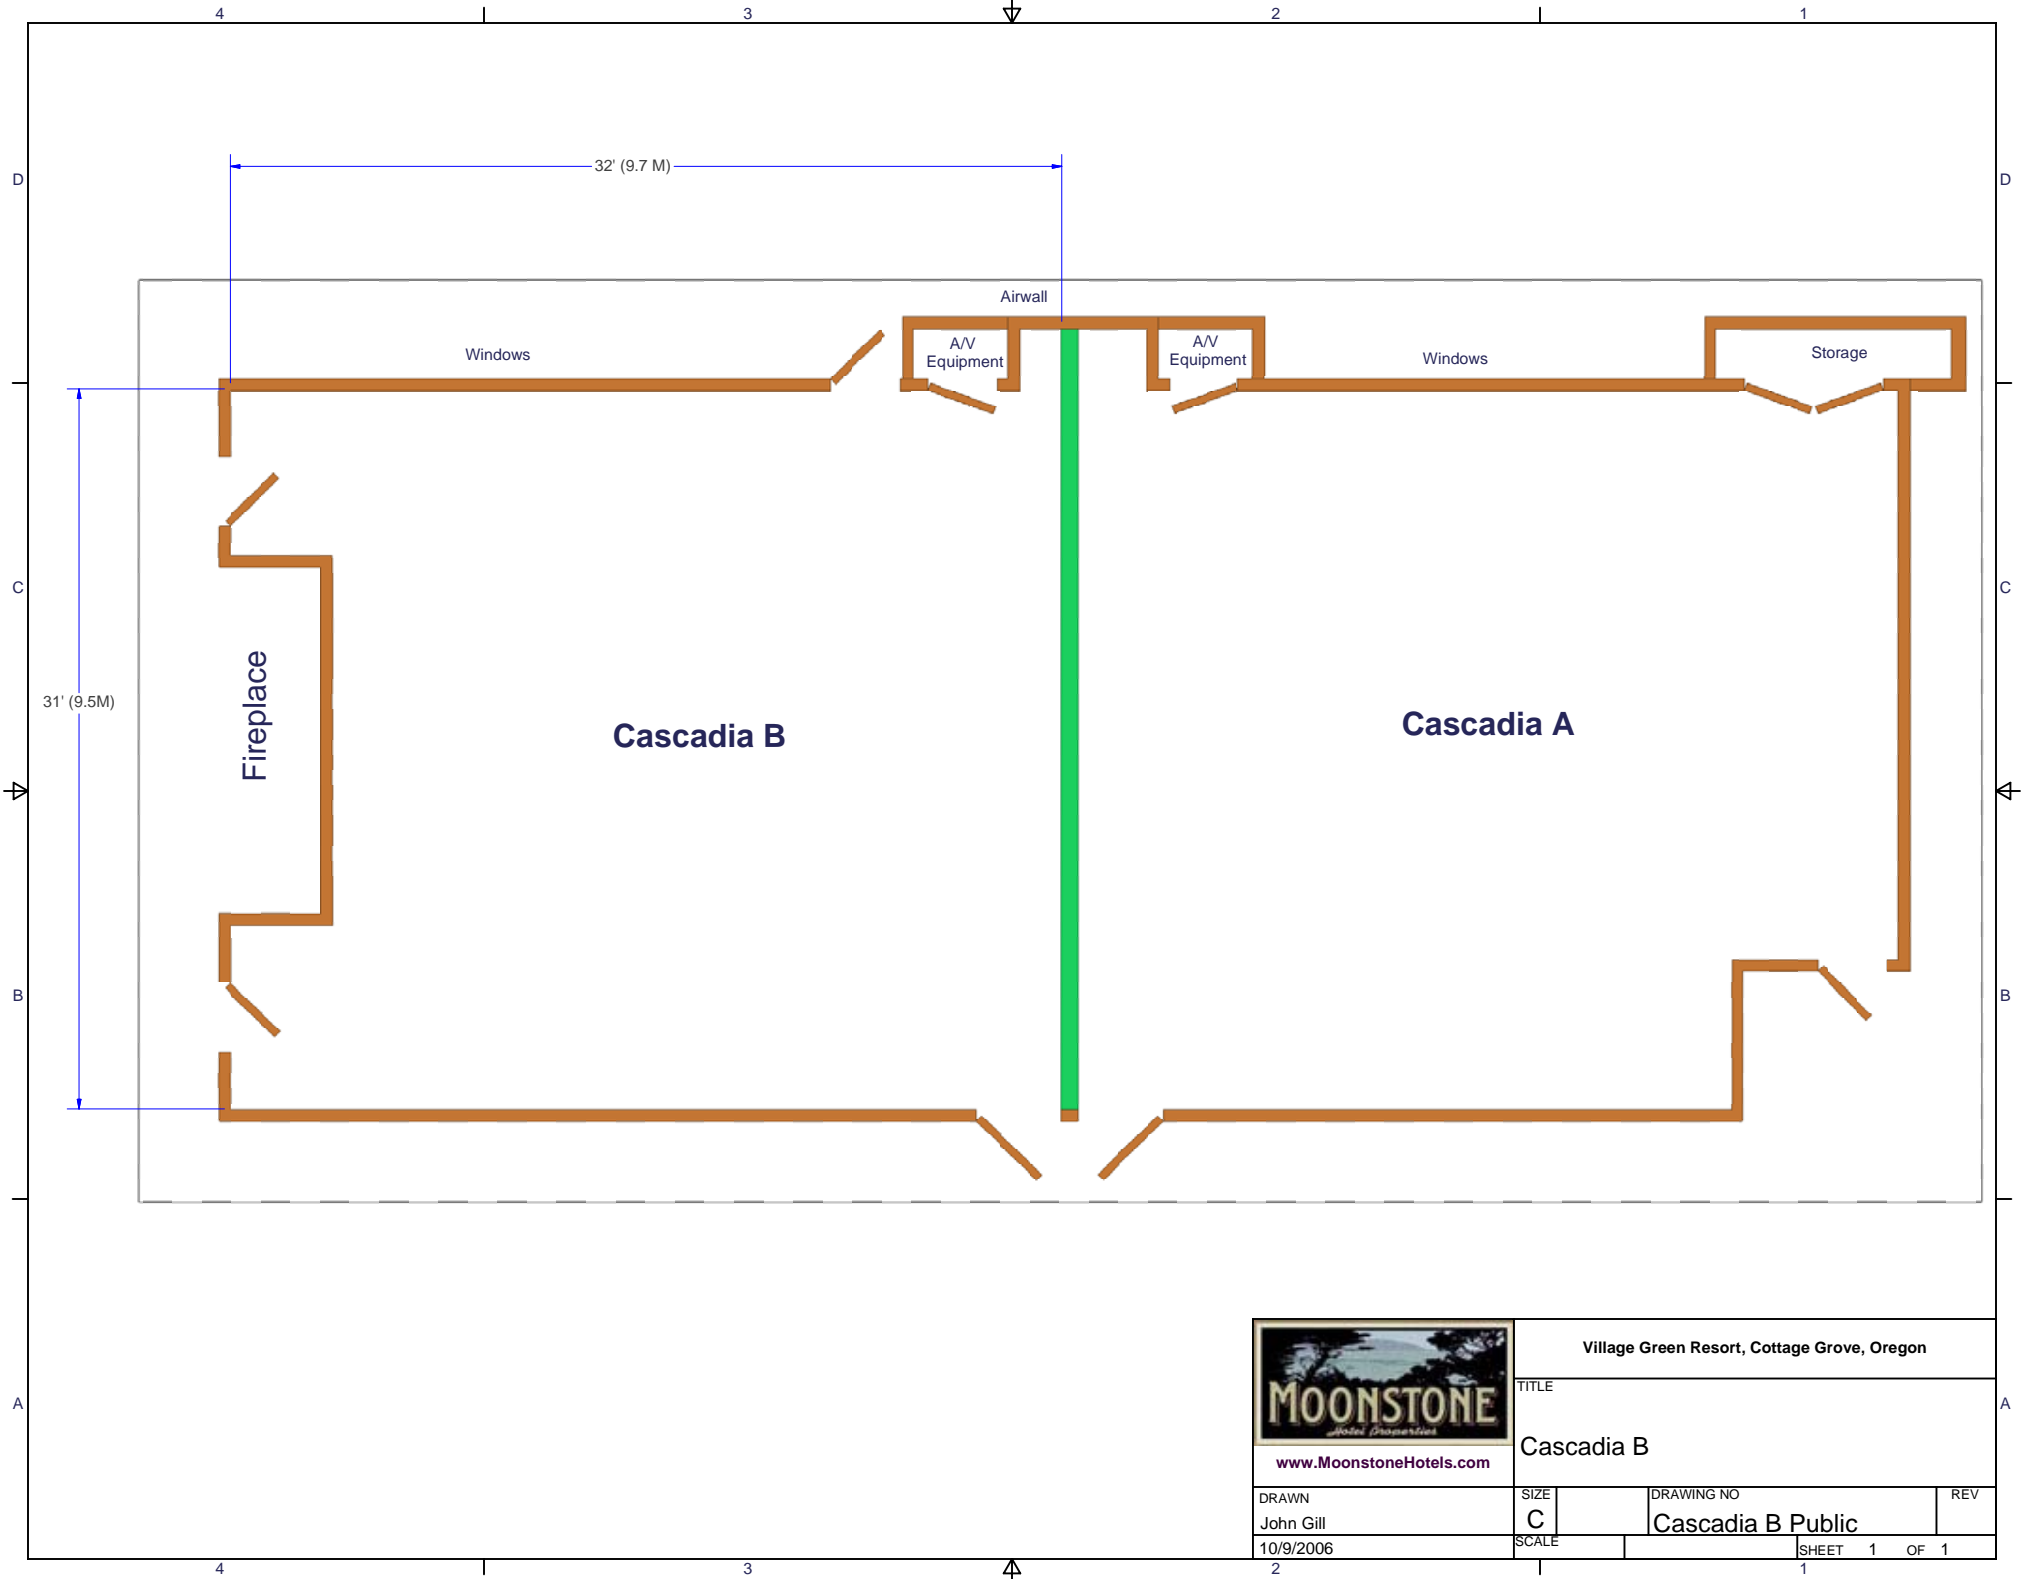 4 3 2 1
D D
32' (9.7 M)
Airwall
Windows
A/V
Equipment
A/V
Equipment
Windows
Storage
C C
31' (9.5M)
Fireplace
Cascadia B
Cascadia A
B B
A A
MOONSTONE
Hotel Properties
www.MoonstoneHotels.com
Village Green Resort, Cottage Grove, Oregon
TITLE
Cascadia B
DRAWN
John Gill
10/9/2006
SIZE
C
DRAWING NO
Cascadia B Public
REV
SCALE
SHEET 1 OF 1
4 3 2 1